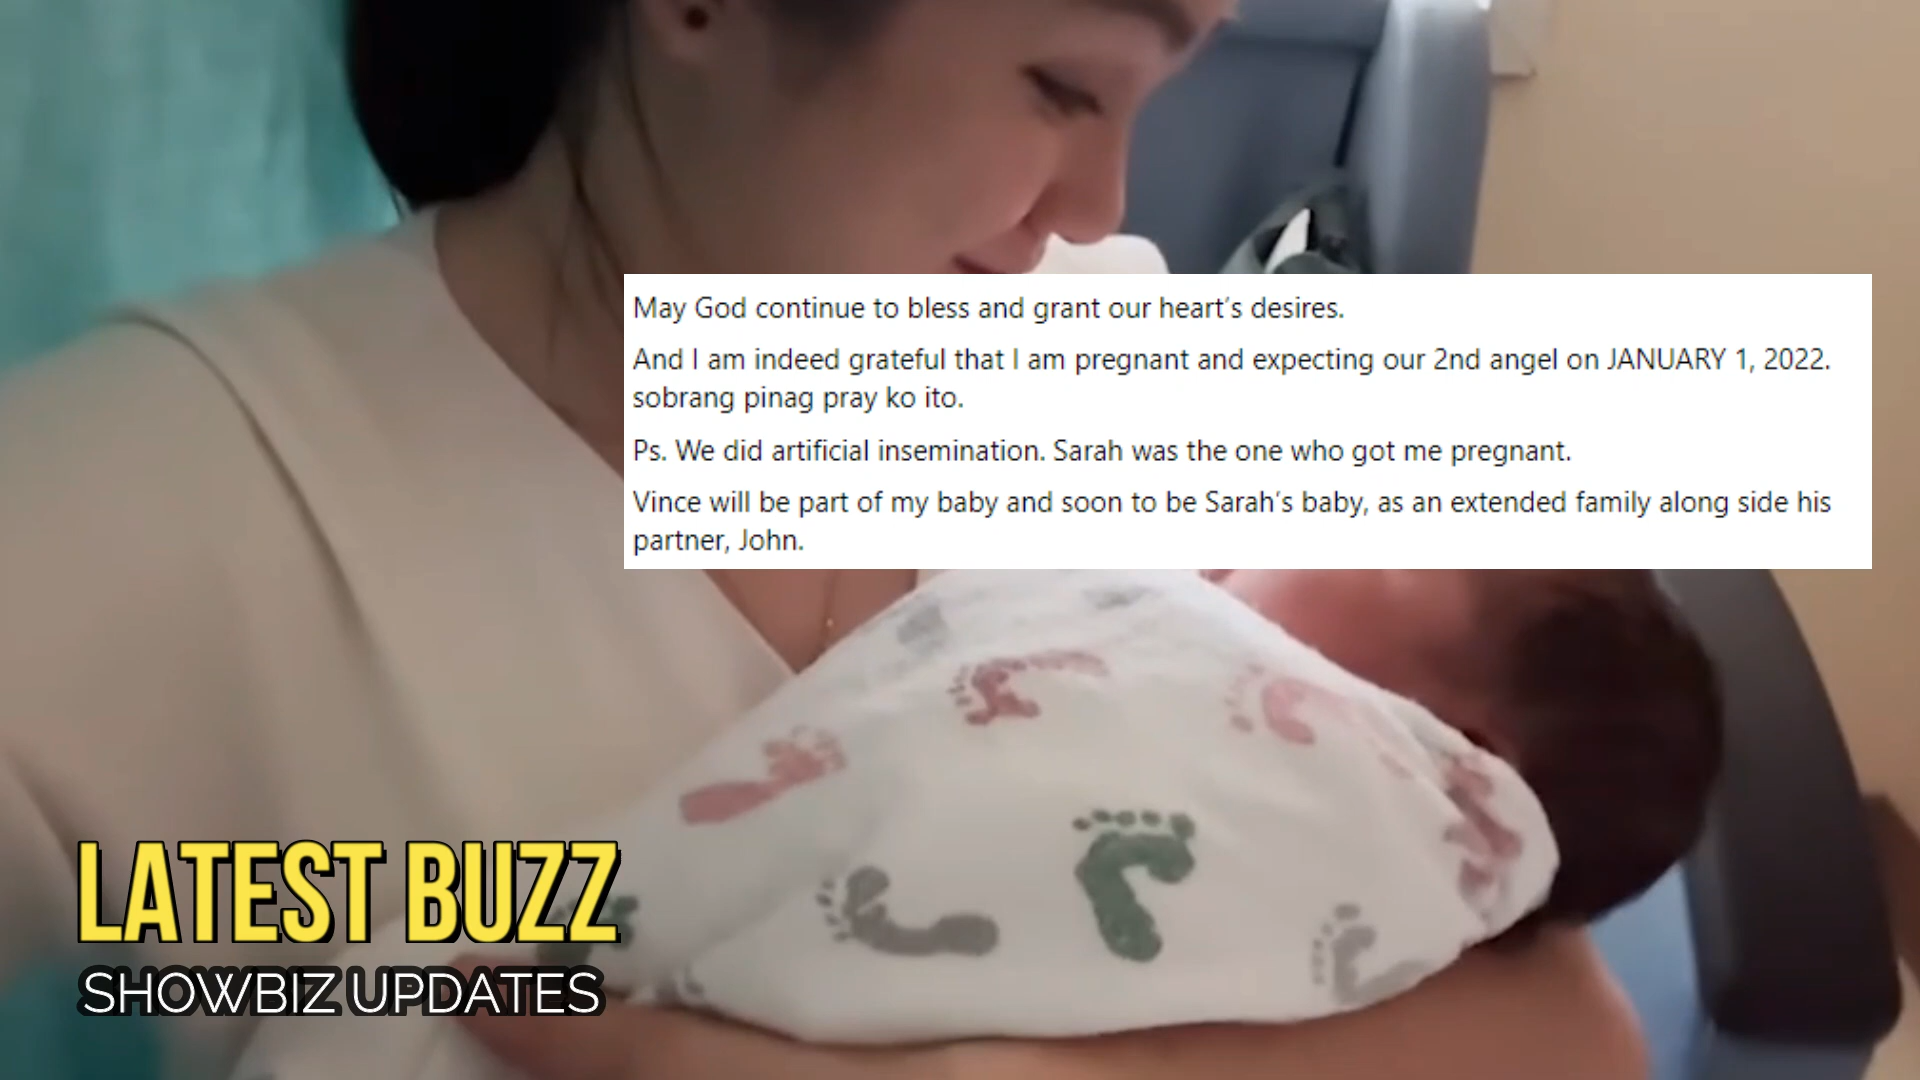 May God continue to bless and grant our heart's desires.
And I am indeed grateful that I am pregnant and expecting our 2nd angel on JANUARY 1, 2022.
sobrang pinag pray ko ito.
Ps. We did artificial insemination. Sarah was the one who got me pregnant.
Vince will be part of my baby and soon to be Sarah's baby, as an extended family along side his
partner, John.
LATEST BUZZ
SHOWBIZ UPDATES